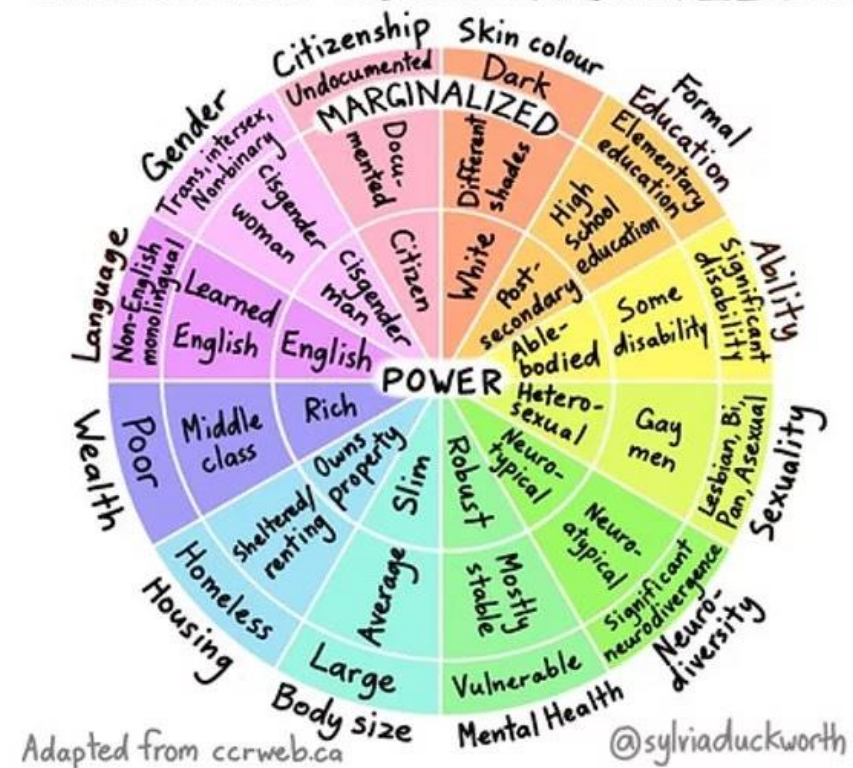 Citizenship
Undocumented
Docu-
mented
Citizen
Skin colour
Dark
Different
shades
White
Formal
Education
Elementary
education
High
school
education
Post-
secondary
Ability
Significant
disability
Some
disability
Able-
bodied
Sexuality
Lesbian, Bi,
Pan, Asexual
Gay
men
Hetero-
sexual
Neuro-
diversity
Significant
neurodivergence
Neuro-
atypical
Neuro-
typical
Mental Health
Vulnerable
Mostly
stable
Robust
Body size
Large
Average
Slim
Housing
Homeless
Sheltered/
renting
Owns
property
Wealth
Poor
Middle
class
Rich
Language
Non-English
monolingual
Learned
English
English
Gender
Trans, intersex,
Non-binary
cisgender
woman
cisgender
man
MARGINALIZED
POWER
Adapted from ccrweb.ca
@sylviaduckworth